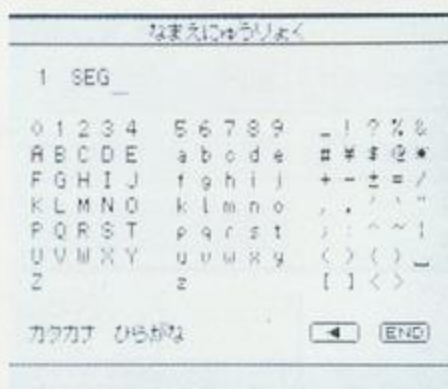 なまえにゅうりょく
1 SEG_
0 1 2 3 4 5 6 7 8 9 _ ! ? % &
A B C D E a b c d e # ¥ $ @ *
F G H I J f g h i j + - ± = /
K L M N O k l m n o , . ' ` "
P Q R S T p q r s t ; : ^ ~ |
U V W X Y u v w x y ( ) ( ) _
Z z [ ] < >
カタカナ ひらがな ◀ END